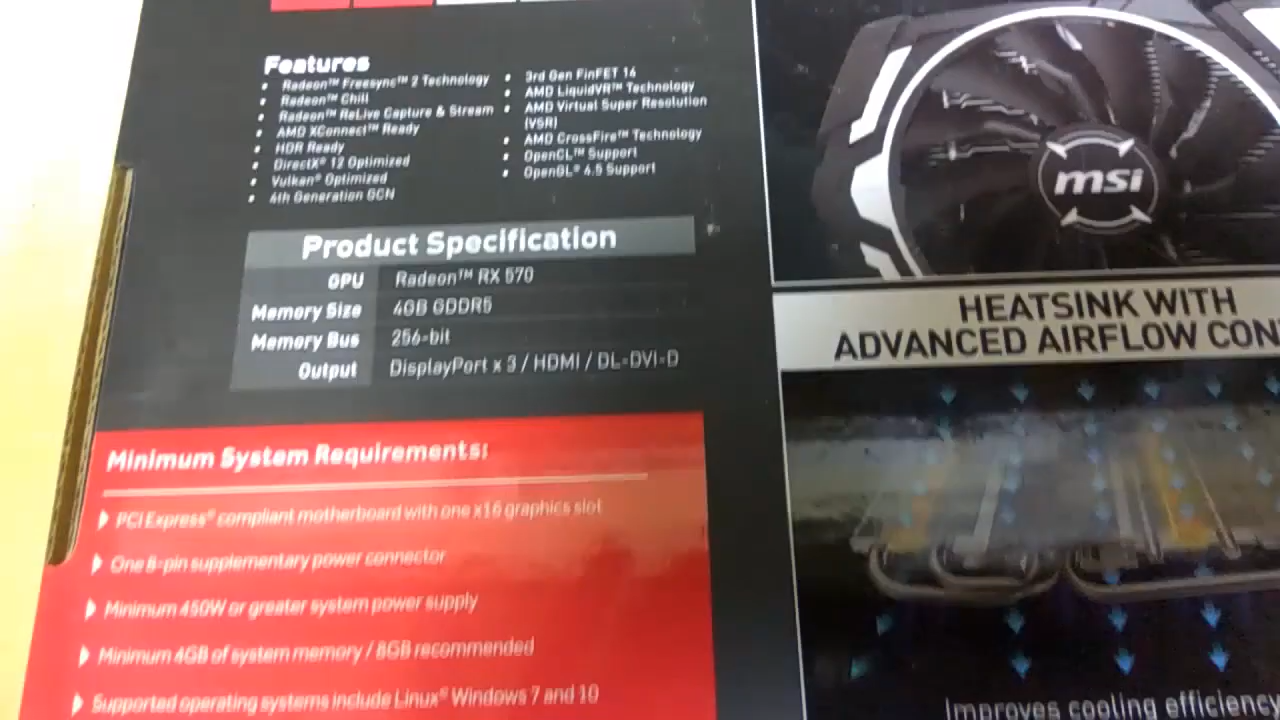 Features
Radeon™ Freesync™ 2 Technology
Radeon™ Chill
Radeon™ ReLive Capture & Stream
AMD XConnect™ Ready
HDR Ready
DirectX® 12 Optimized
Vulkan® Optimized
4th Generation GCN
3rd Gen FinFET 14
AMD LiquidVR™ Technology
AMD Virtual Super Resolution
(VSR)
AMD CrossFire™ Technology
OpenCL™ Support
OpenGL® 4.5 Support
Product Specification
GPU Radeon™ RX 570
Memory Size 4GB GDDR5
Memory Bus 256-bit
Output DisplayPort x 3 / HDMI / DL-DVI-D
Minimum System Requirements:
PCI Express® compliant motherboard with one x16 graphics slot
One 8-pin supplementary power connector
Minimum 450W or greater system power supply
Minimum 4GB of system memory / 8GB recommended
Supported operating systems include Linux® Windows 7 and 10
msi
HEATSINK WITH
ADVANCED AIRFLOW CON
Improves cooling efficiency